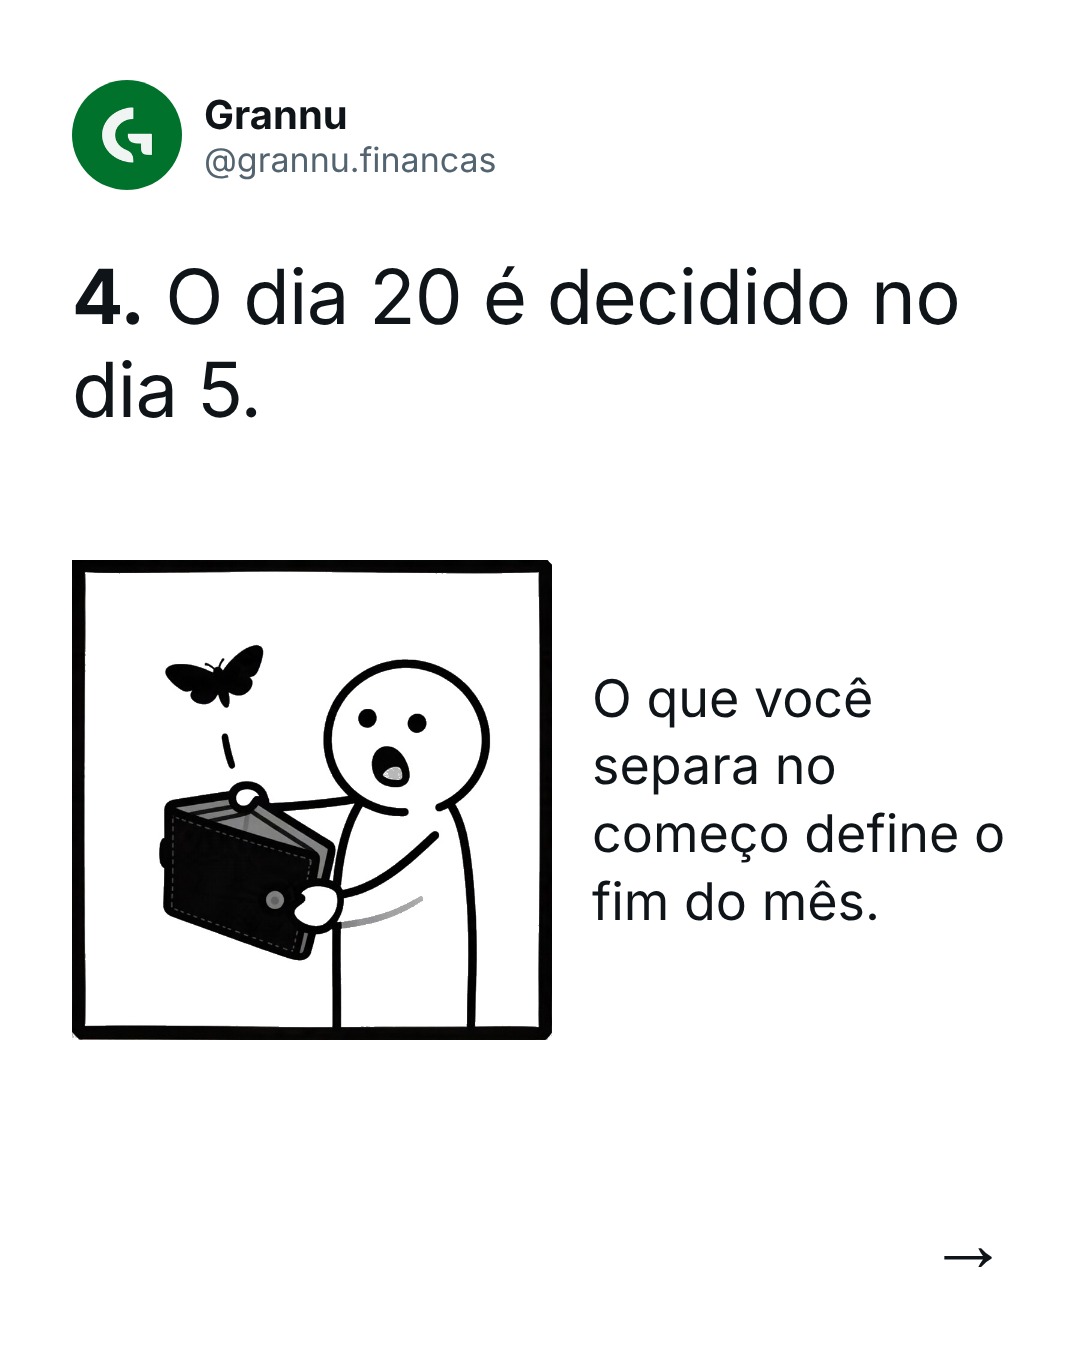 Grannu
@grannu.financas
4. O dia 20 é decidido no
dia 5.
O que você
separa no
começo define o
fim do mês.
→